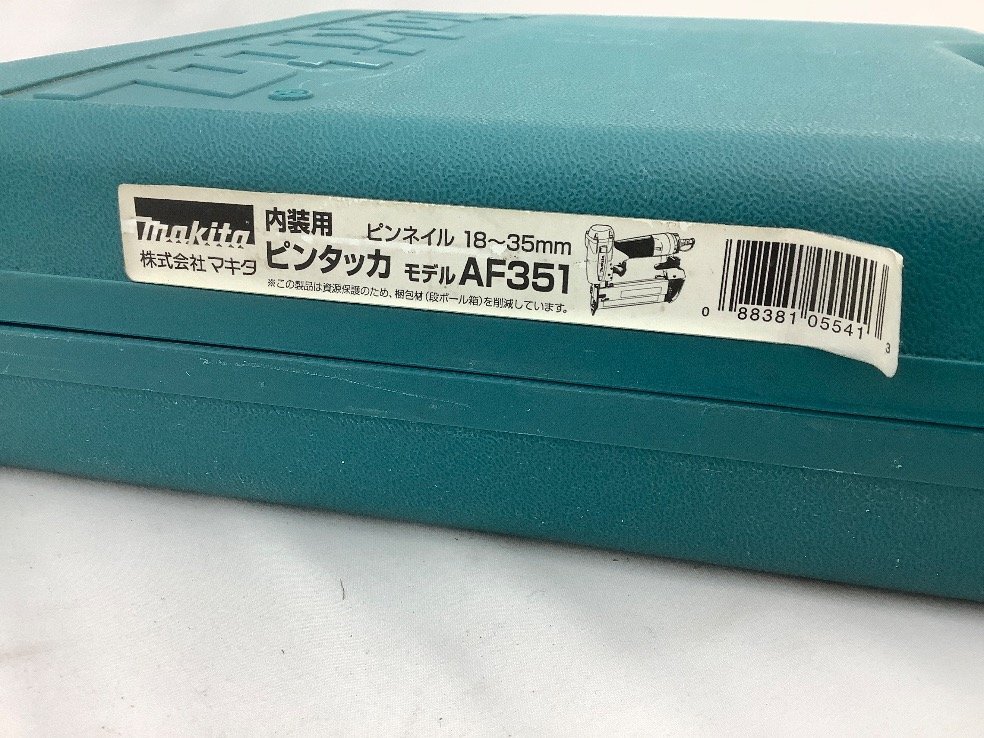 makita
株式会社マキタ
内装用 ピンネイル 18～35mm
ピンタッカ モデル AF351
※この製品は資源保護のため、梱包材(段ボール箱)を削減しています。
0 88381 05541 3
makita